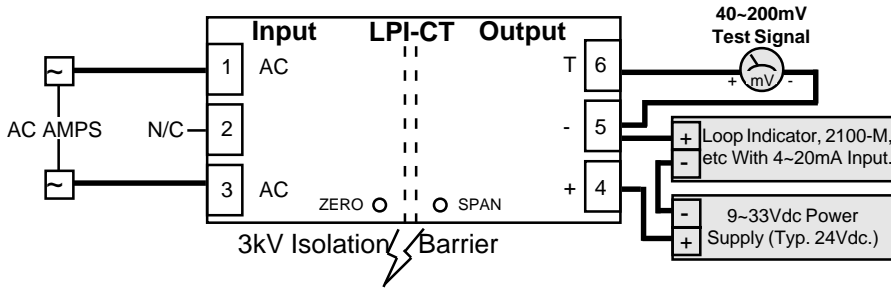 40~200mV
Test Signal
Input LPI-CT Output
1 AC
T 6
+ mV -
~
AC AMPS
N/C 2
- 5
+ Loop Indicator, 2100-M,
- etc With 4~20mA Input.
~
3 AC
+ 4
ZERO SPAN
- 9~33Vdc Power
+ Supply (Typ. 24Vdc.)
3kV Isolation Barrier